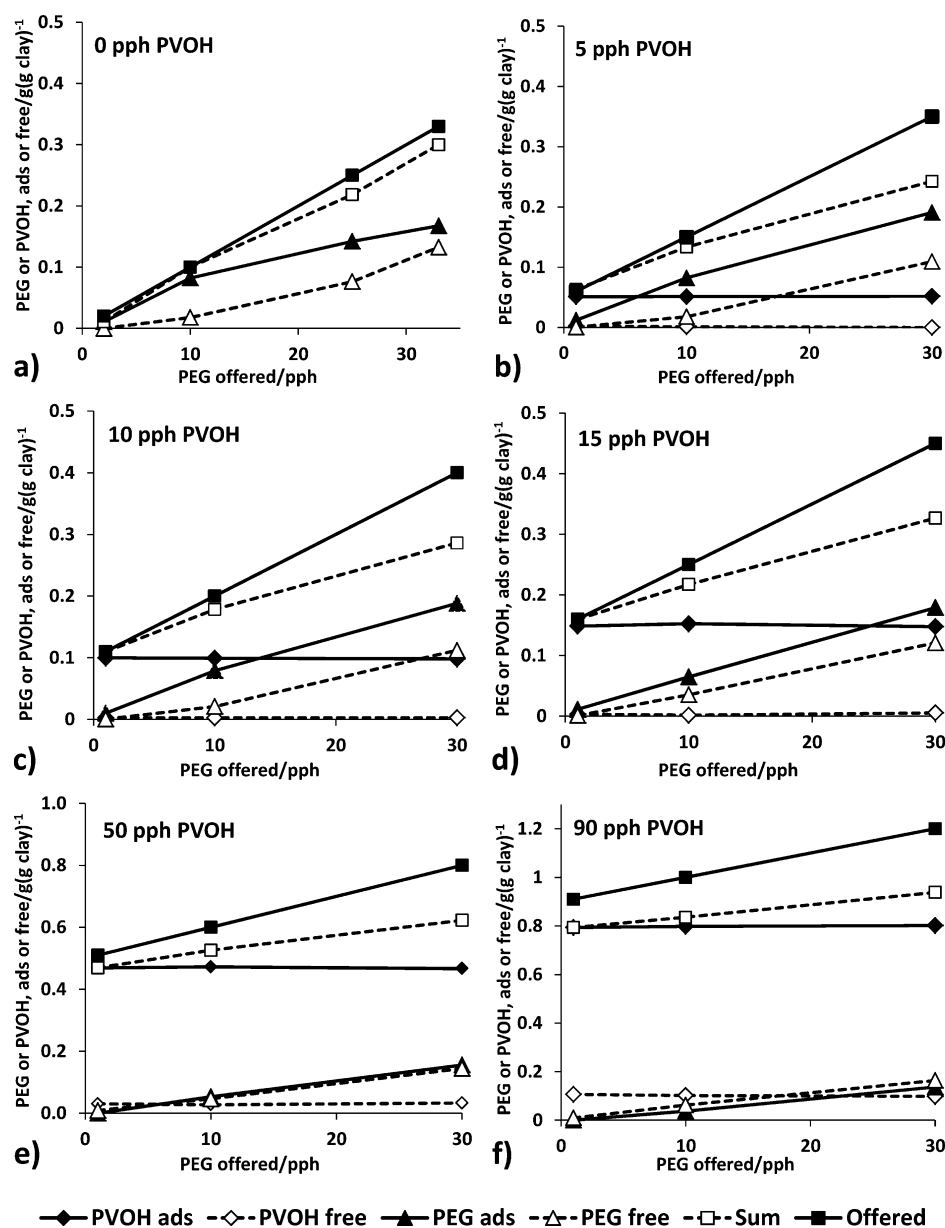 0 pph PVOH
PEG or PVOH, ads or free/g(g clay)⁻¹
0.5
0.4
0.3
0.2
0.1
0
0 10 20 30
PEG offered/pph
a)
5 pph PVOH
PEG or PVOH, ads or free/g(g clay)⁻¹
0.5
0.4
0.3
0.2
0.1
0
0 10 20 30
PEG offered/pph
b)
10 pph PVOH
PEG or PVOH, ads or free/g(g clay)⁻¹
0.5
0.4
0.3
0.2
0.1
0
0 10 20 30
PEG offered/pph
c)
15 pph PVOH
PEG or PVOH, ads or free/g(g clay)⁻¹
0.5
0.4
0.3
0.2
0.1
0
0 10 20 30
PEG offered/pph
d)
50 pph PVOH
PEG or PVOH, ads or free/g(g clay)⁻¹
1.0
0.8
0.6
0.4
0.2
0.0
0 10 20 30
PEG offered/pph
e)
90 pph PVOH
PEG or PVOH, ads or free/g(g clay)⁻¹
1.2
1
0.8
0.6
0.4
0.2
0
0 10 20 30
PEG offered/pph
f)
PVOH ads PVOH free PEG ads PEG free Sum Offered